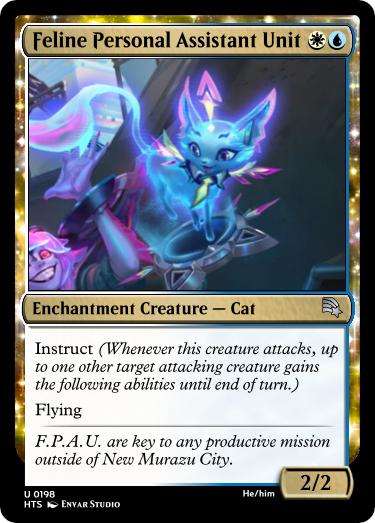 Feline Personal Assistant Unit
Enchantment Creature — Cat
Instruct (Whenever this creature attacks, up
to one other target attacking creature gains
the following abilities until end of turn.)
Flying
F.P.A.U. are key to any productive mission
outside of New Murazu City.
2/2
U 0198
He/him
HTS Envar Studio